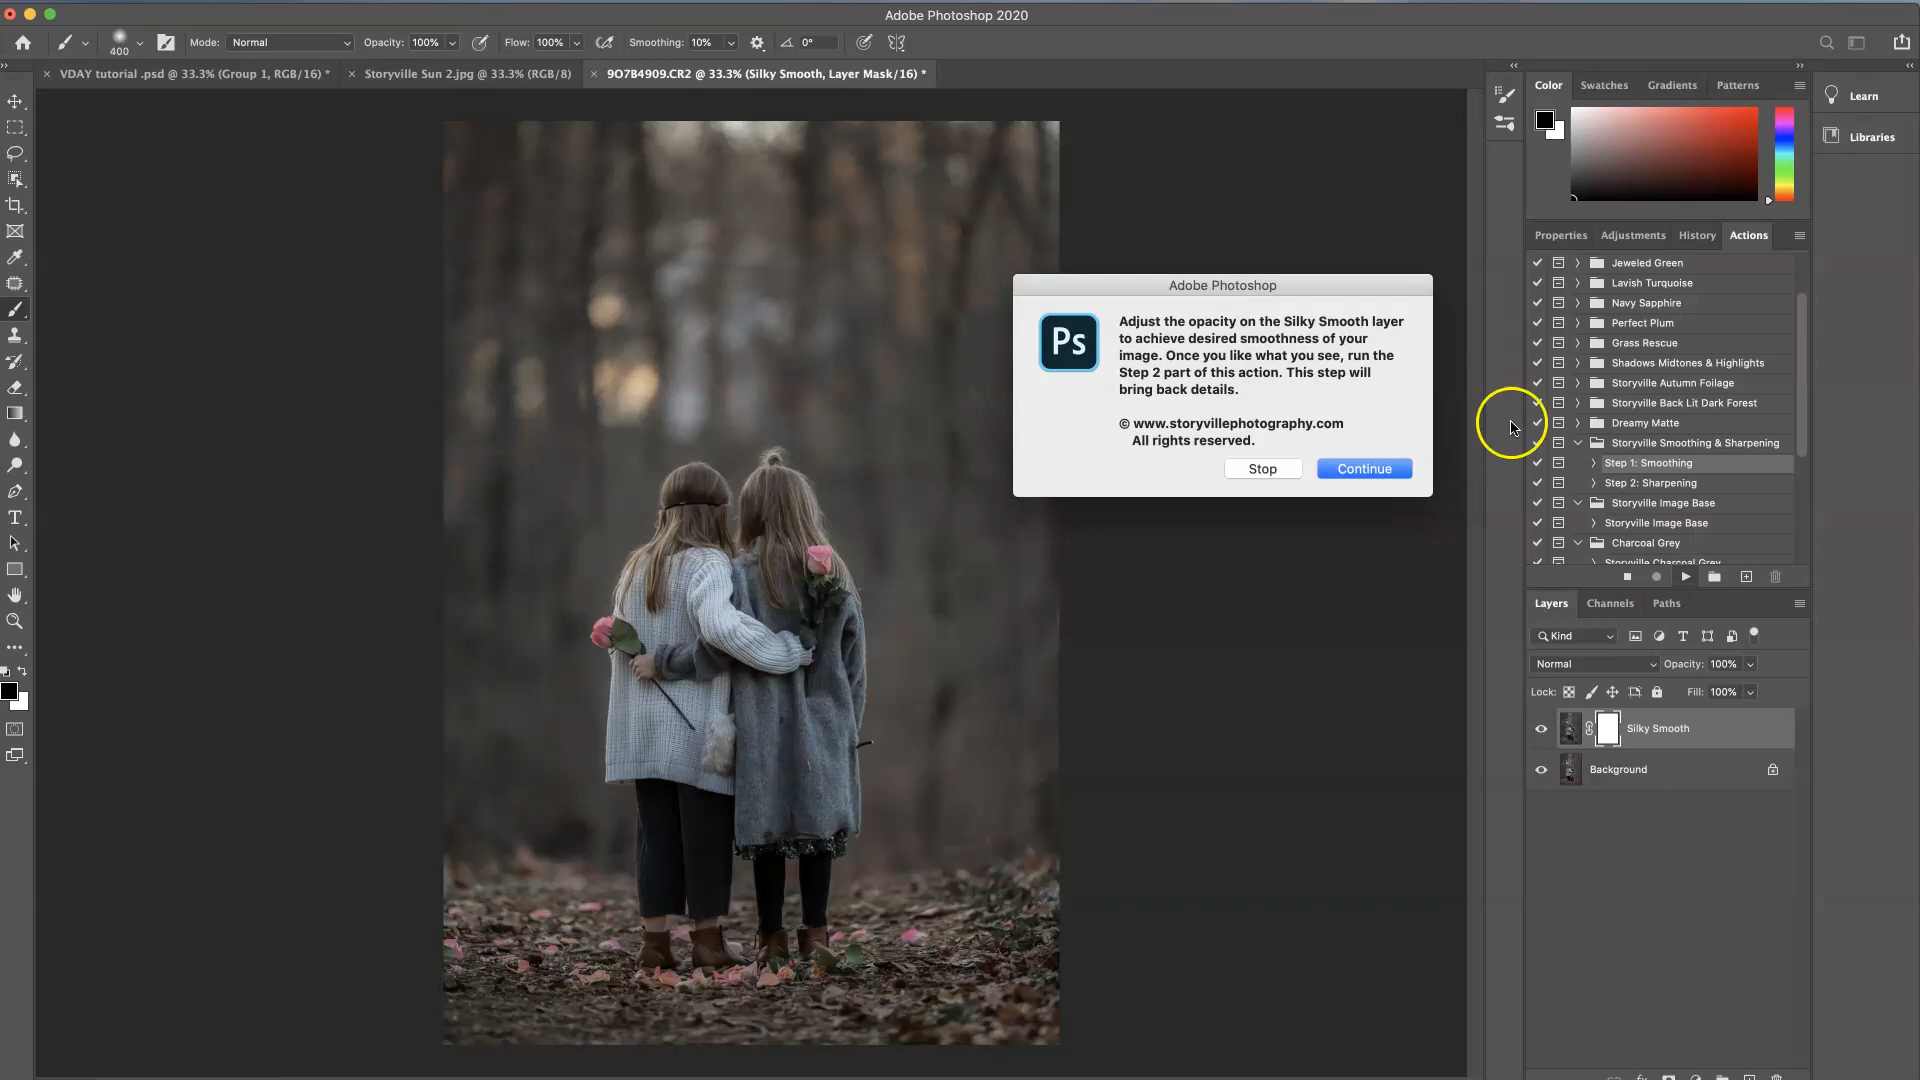 Adobe Photoshop 2020
400
Mode: Normal
Opacity: 100%
Flow: 100%
Smoothing: 10%
0°
VDAY tutorial .psd @ 33.3% (Group 1, RGB/16) *
Storyville Sun 2.jpg @ 33.3% (RGB/8)
9O7B4909.CR2 @ 33.3% (Silky Smooth, Layer Mask/16) *
Color Swatches Gradients Patterns
Learn
Libraries
Adobe Photoshop
Ps
Adjust the opacity on the Silky Smooth layer
to achieve desired smoothness of your
image. Once you like what you see, run the
Step 2 part of this action. This step will
bring back details.
© www.storyvillephotography.com
All rights reserved.
Stop Continue
Properties Adjustments History Actions
Jeweled Green
Lavish Turquoise
Navy Sapphire
Perfect Plum
Grass Rescue
Shadows Midtones & Highlights
Storyville Autumn Foilage
Storyville Back Lit Dark Forest
Dreamy Matte
Storyville Smoothing & Sharpening
Step 1: Smoothing
Step 2: Sharpening
Storyville Image Base
Storyville Image Base
Charcoal Grey
Storyville Charcoal Grey
Layers Channels Paths
Kind
Normal Opacity: 100%
Lock: Fill: 100%
Silky Smooth
Background
fx